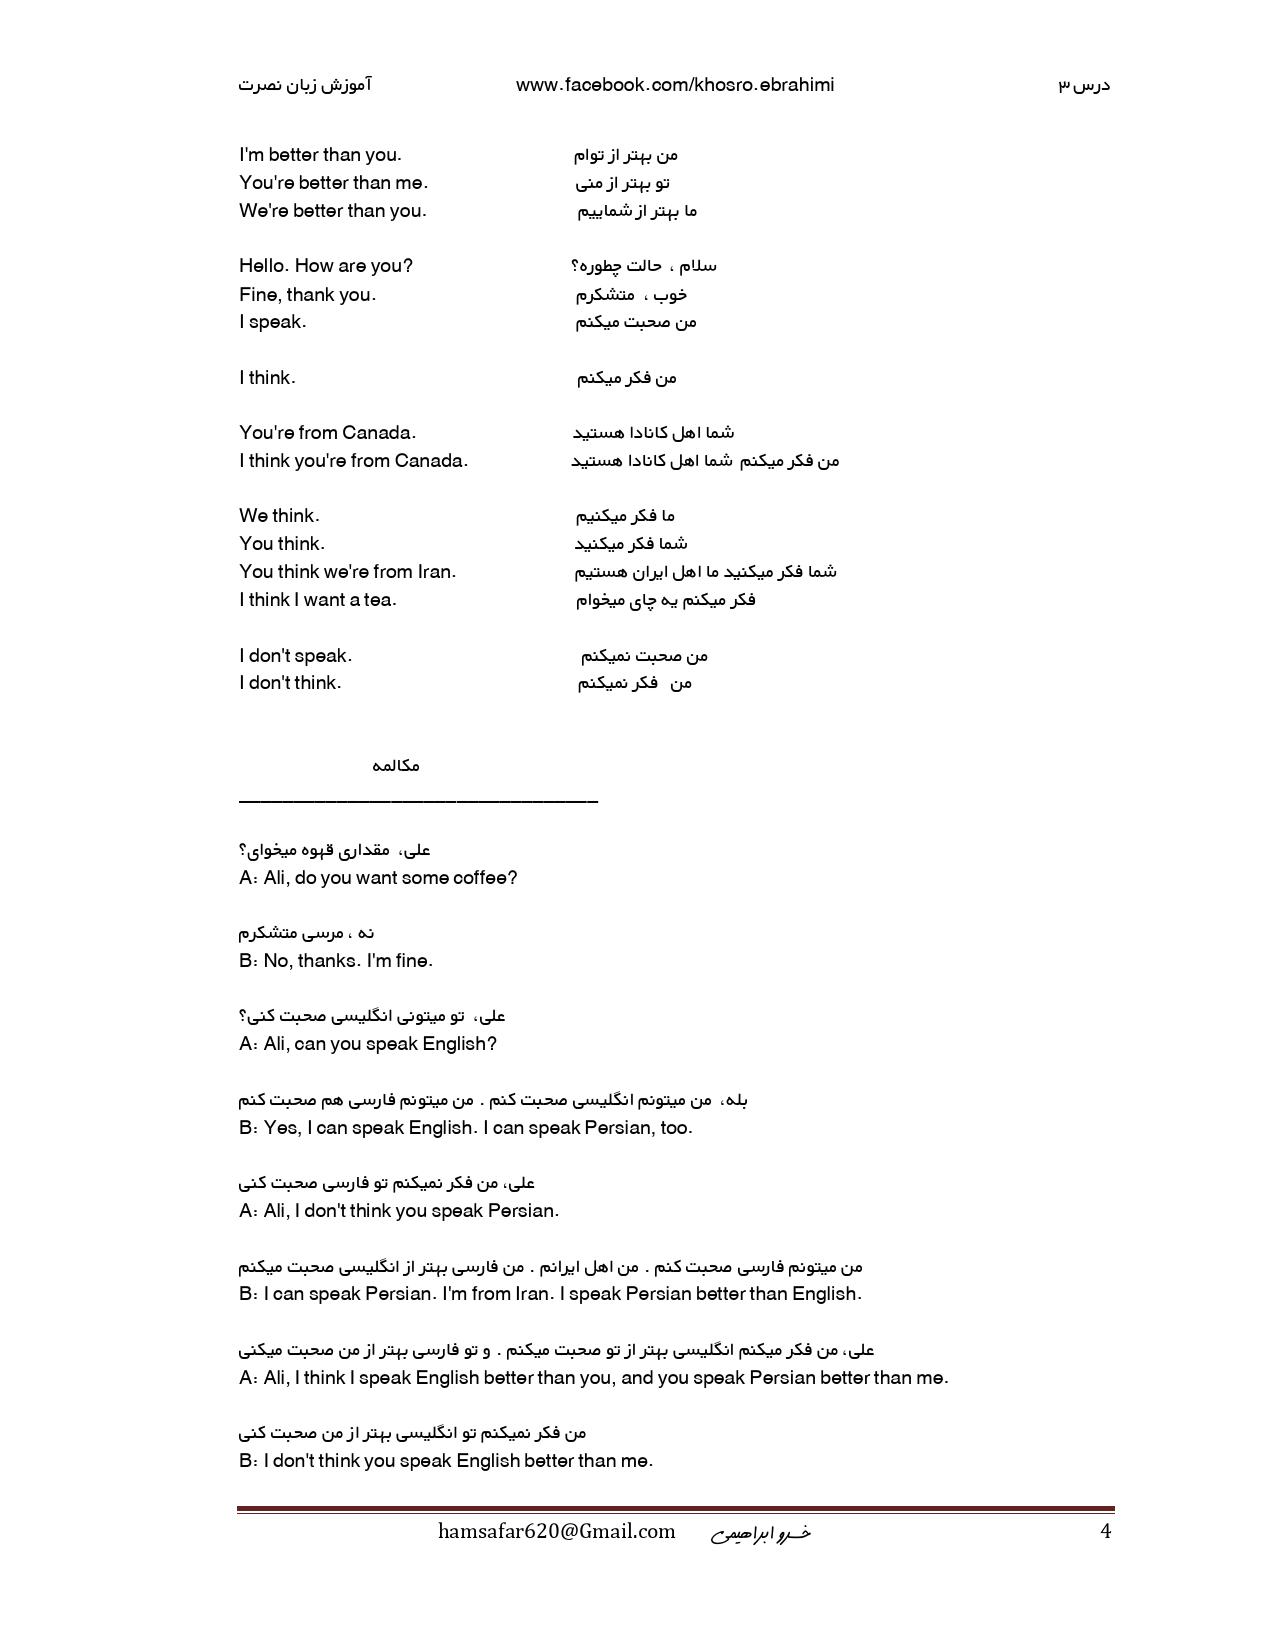 آموزش زبان نصرت www.facebook.com/khosro.ebrahimi درس ۳
I'm better than you. من بهتر از توام
You're better than me. تو بهتر از منی
We're better than you. ما بهتر از شماییم
Hello. How are you? سلام ، حالت چطوره؟
Fine, thank you. خوب ، متشکرم
I speak. من صحبت میکنم
I think. من فکر میکنم
You're from Canada. شما اهل کانادا هستید
I think you're from Canada. من فکر میکنم شما اهل کانادا هستید
We think. ما فکر میکنیم
You think. شما فکر میکنید
You think we're from Iran. شما فکر میکنید ما اهل ایران هستیم
I think I want a tea. فکر میکنم یه چای میخوام
I don't speak. من صحبت نمیکنم
I don't think. من فکر نمیکنم
مکالمه
علی، مقداری قهوه میخوای؟
A: Ali, do you want some coffee?
نه ، مرسی متشکرم
B: No, thanks. I'm fine.
علی، تو میتونی انگلیسی صحبت کنی؟
A: Ali, can you speak English?
بله، من میتونم انگلیسی صحبت کنم . من میتونم فارسی هم صحبت کنم
B: Yes, I can speak English. I can speak Persian, too.
علی، من فکر نمیکنم تو فارسی صحبت کنی
A: Ali, I don't think you speak Persian.
من میتونم فارسی صحبت کنم . من اهل ایرانم . من فارسی بهتر از انگلیسی صحبت میکنم
B: I can speak Persian. I'm from Iran. I speak Persian better than English.
علی، من فکر میکنم انگلیسی بهتر از تو صحبت میکنم . و تو فارسی بهتر از من صحبت میکنی
A: Ali, I think I speak English better than you, and you speak Persian better than me.
من فکر نمیکنم تو انگلیسی بهتر از من صحبت کنی
B: I don't think you speak English better than me.
hamsafar620@Gmail.com خسرو ابراهیمی 4